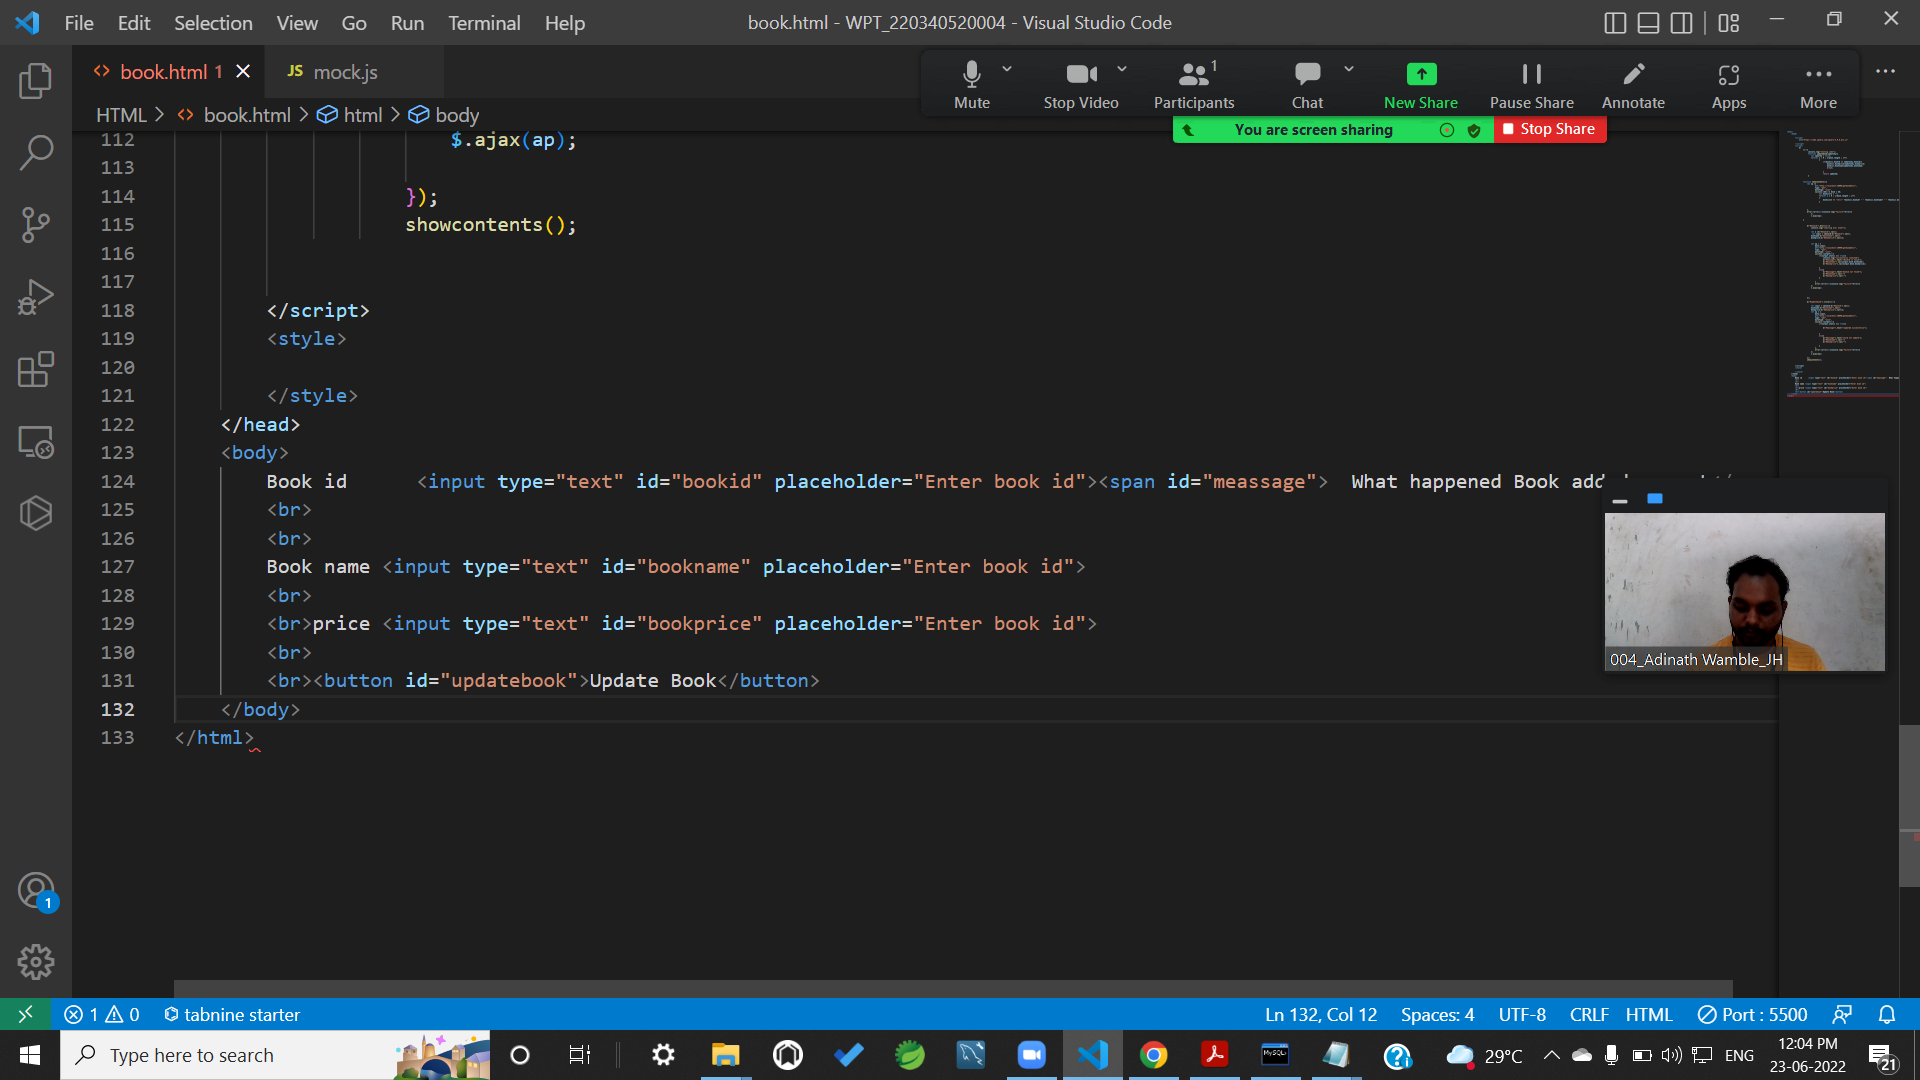 File Edit Selection View Go Run Terminal Help
book.html - WPT_220340520004 - Visual Studio Code
book.html 1
JS mock.js
Mute
Stop Video
1
Participants
Chat
New Share
Pause Share
Annotate
Apps
More
You are screen sharing
Stop Share
HTML > book.html > html > body
112 $.ajax(ap);
113
114 });
115 showcontents();
116
117
118 </script>
119 <style>
120
121 </style>
122 </head>
123 <body>
124 Book id <input type="text" id="bookid" placeholder="Enter book id"><span id="meassage"> What happened Book
125 <br>
126 <br>
127 Book name <input type="text" id="bookname" placeholder="Enter book id">
128 <br>
129 <br>price <input type="text" id="bookprice" placeholder="Enter book id">
130 <br>
131 <br><button id="updatebook">Update Book</button>
132 </body>
133 </html>
004_Adinath Wamble_JH
1
1 0 tabnine starter
Ln 132, Col 12 Spaces: 4 UTF-8 CRLF HTML Port : 5500
Type here to search
29°C
ENG
12:04 PM
23-06-2022
21